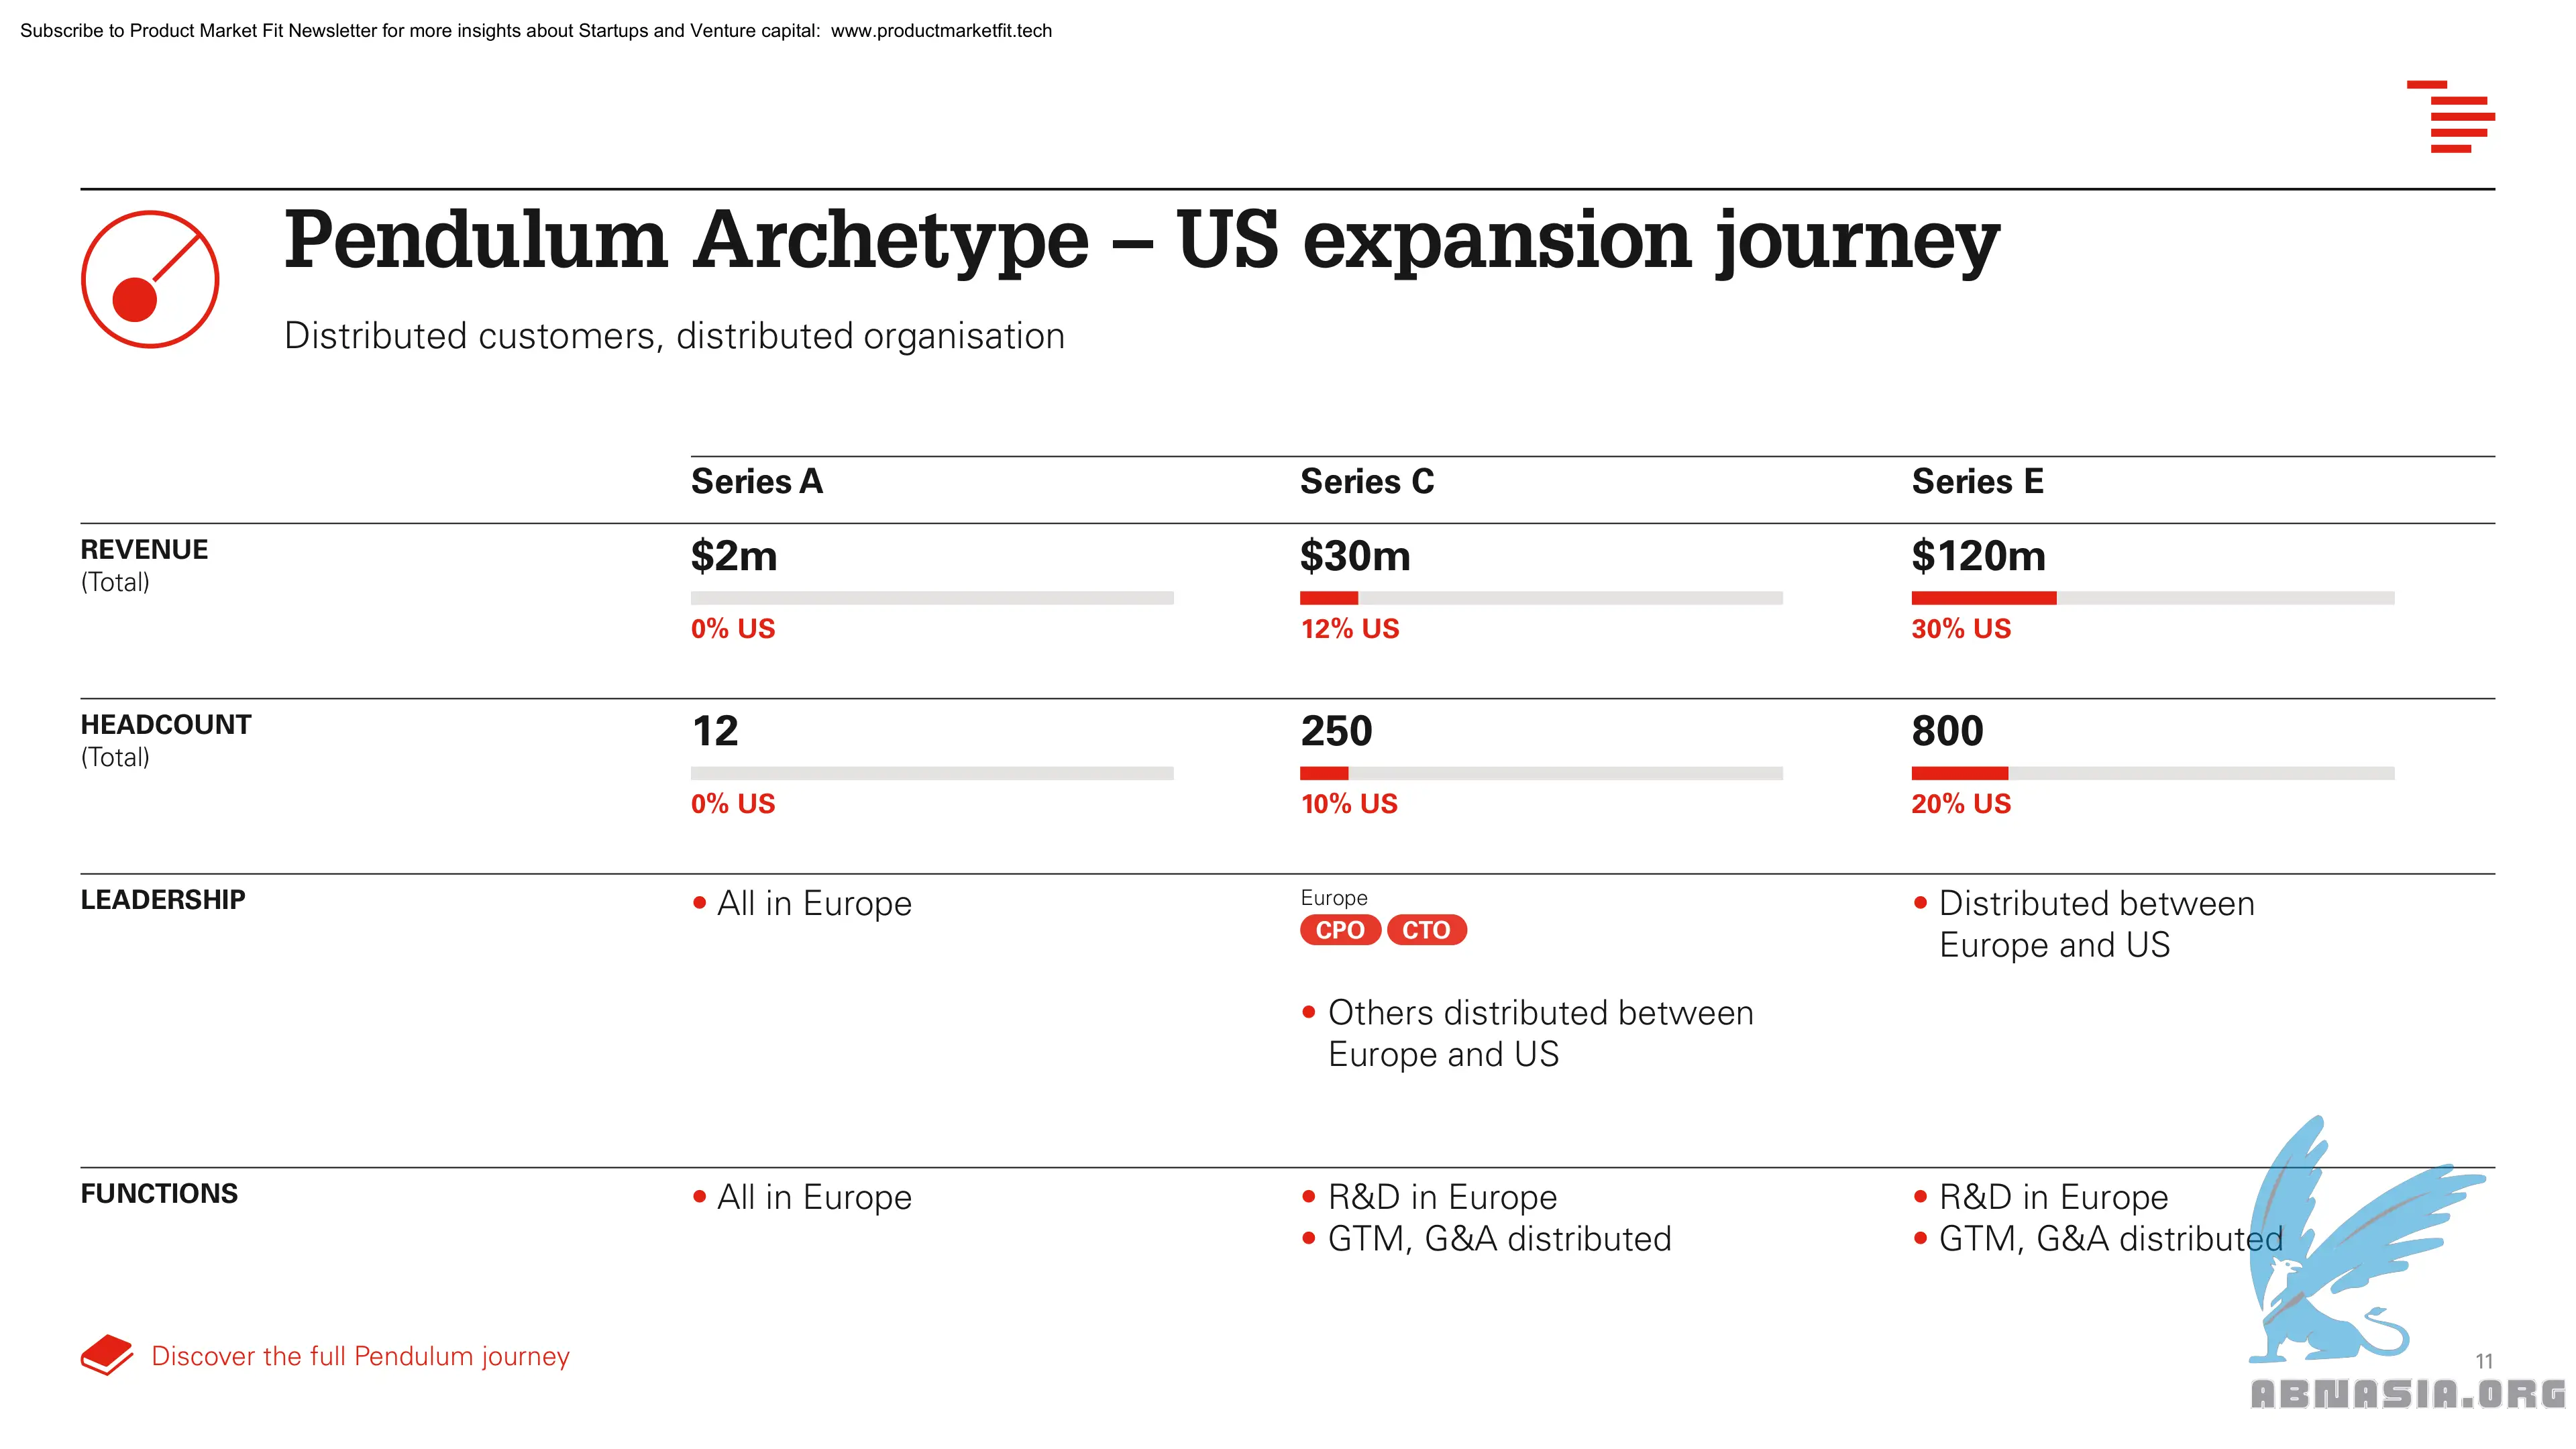 Subscribe to Product Market Fit Newsletter for more insights about Startups and Venture capital:  www.productmarketfit.tech
Pendulum Archetype – US expansion journey
Distributed customers, distributed organisation
Series A
Series C
Series E
REVENUE
(Total)
$2m
0% US
$30m
12% US
$120m
30% US
HEADCOUNT
(Total)
12
0% US
250
10% US
800
20% US
LEADERSHIP
• All in Europe
Europe
CPO CTO
• Others distributed between
Europe and US
• Distributed between
Europe and US
FUNCTIONS
• All in Europe
• R&D in Europe
• GTM, G&A distributed
• R&D in Europe
• GTM, G&A distributed
Discover the full Pendulum journey
11
ABNASIA.ORG